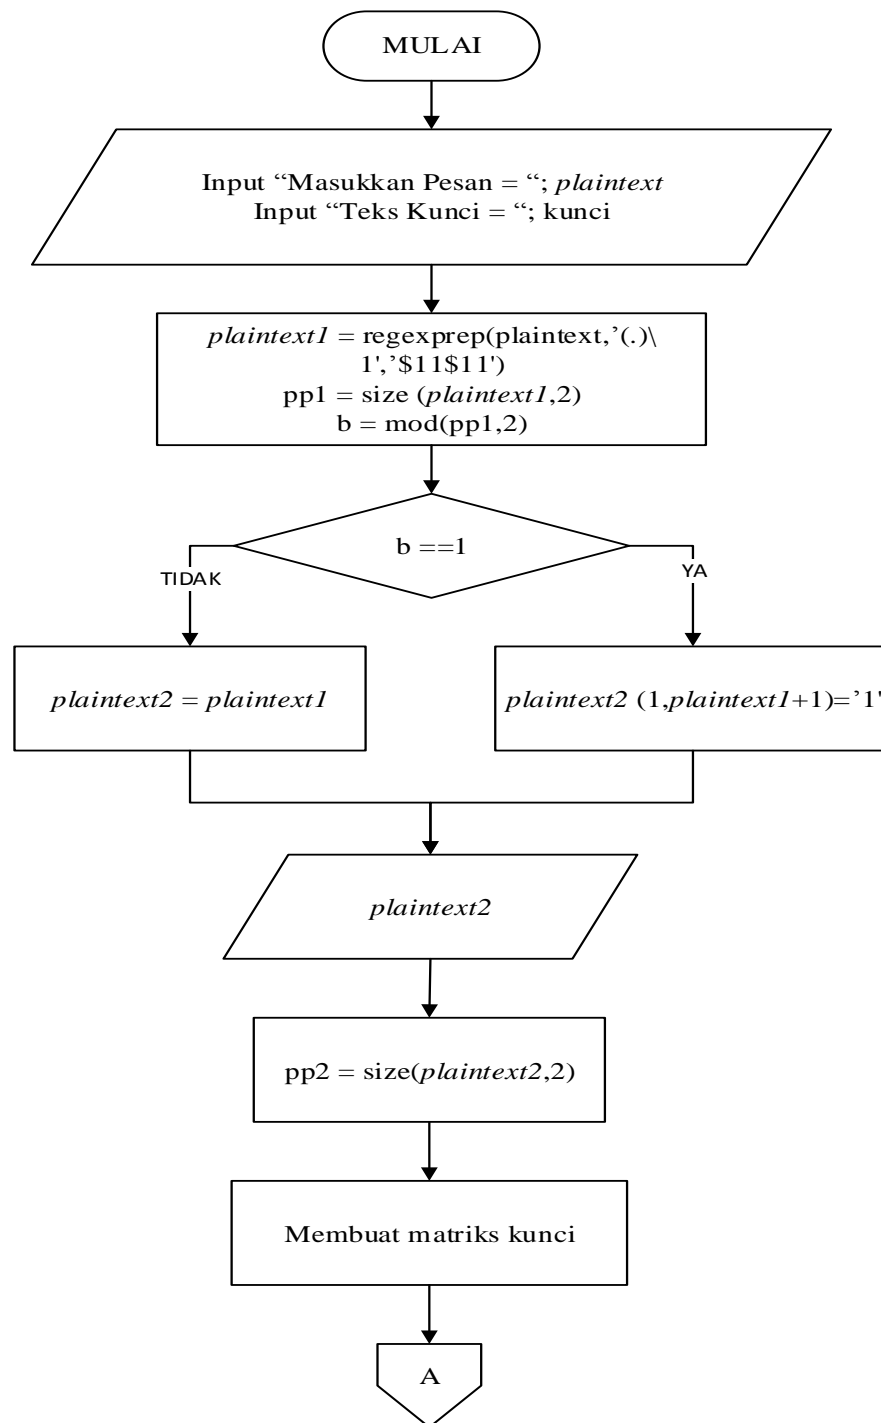 MULAI
Input “Masukkan Pesan = “; plaintext
Input “Teks Kunci = “; kunci
plaintext1 = regexprep(plaintext,’(.)\
1',’$11$11')
pp1 = size (plaintext1,2)
b = mod(pp1,2)
b ==1
TIDAK
YA
plaintext2 = plaintext1
plaintext2 (1,plaintext1+1)=’1'
plaintext2
pp2 = size(plaintext2,2)
Membuat matriks kunci
A